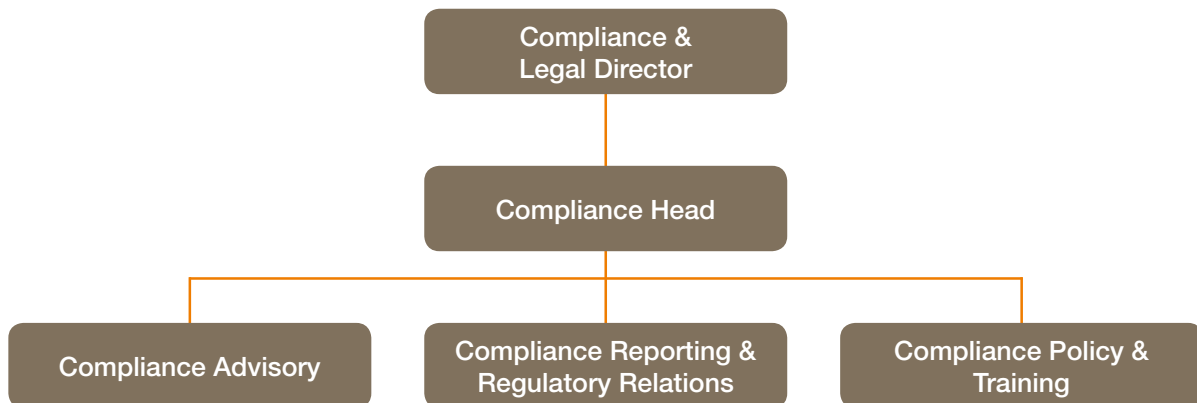 Compliance &
Legal Director
Compliance Head
Compliance Advisory
Compliance Reporting &
Regulatory Relations
Compliance Policy &
Training